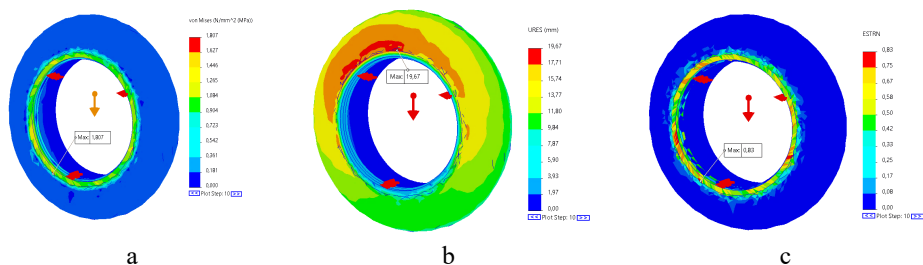 von Mises (N/mm^2 (MPa))
1,807
1,627
1,446
1,265
1,084
0,904
0,723
0,542
0,361
0,181
0,000
Plot Step: 10
Max: 1,807
a
URES (mm)
19,67
17,71
15,74
13,77
11,80
9,84
7,87
5,90
3,93
1,97
0,00
Plot Step: 10
Max: 19,67
b
ESTRN
0,83
0,75
0,67
0,58
0,50
0,42
0,33
0,25
0,17
0,08
0,00
Plot Step: 10
Max: 0,83
c